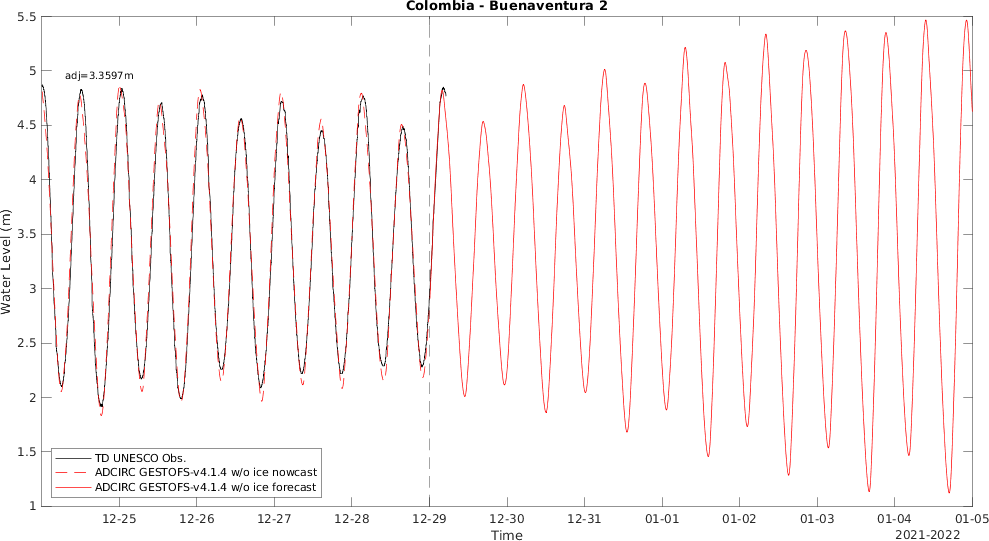 Colombia - Buenaventura 2
adj=3.3597m
5.5
5
4.5
4
3.5
3
2.5
2
1.5
1
Water Level (m)
TD UNESCO Obs.
ADCIRC GESTOFS-v4.1.4 w/o ice nowcast
ADCIRC GESTOFS-v4.1.4 w/o ice forecast
12-25 12-26 12-27 12-28 12-29 12-30 12-31 01-01 01-02 01-03 01-04 01-05
Time
2021-2022